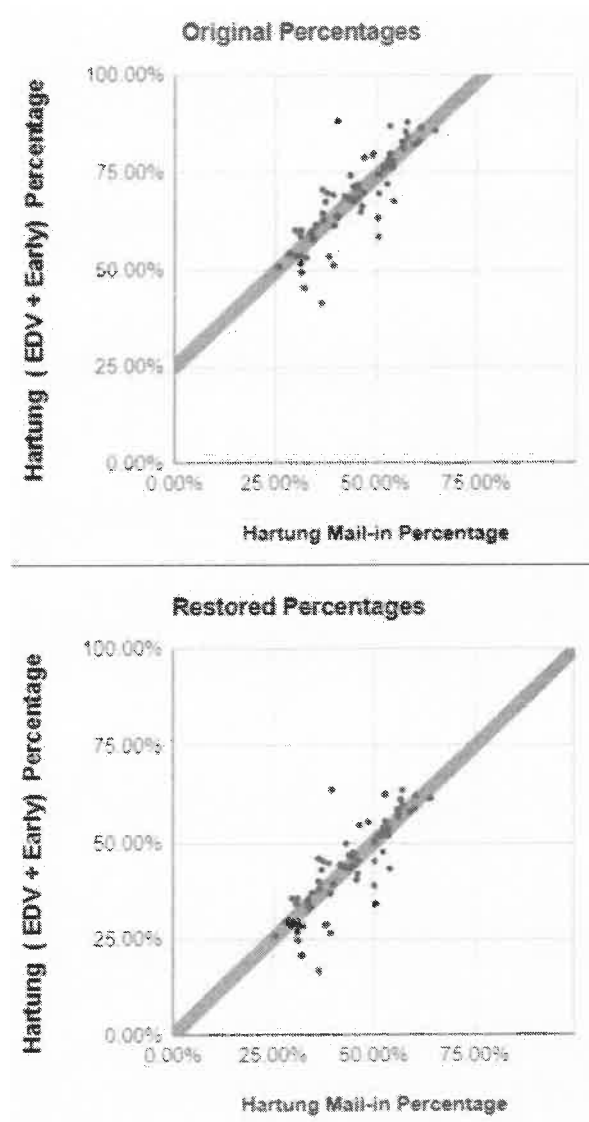 Original Percentages
Hartung ( EDV + Early) Percentage
100.00%
75.00%
50.00%
25.00%
0.00%
0.00% 25.00% 50.00% 75.00%
Hartung Mail-in Percentage
Restored Percentages
Hartung ( EDV + Early) Percentage
100.00%
75.00%
50.00%
25.00%
0.00%
0.00% 25.00% 50.00% 75.00%
Hartung Mail-in Percentage